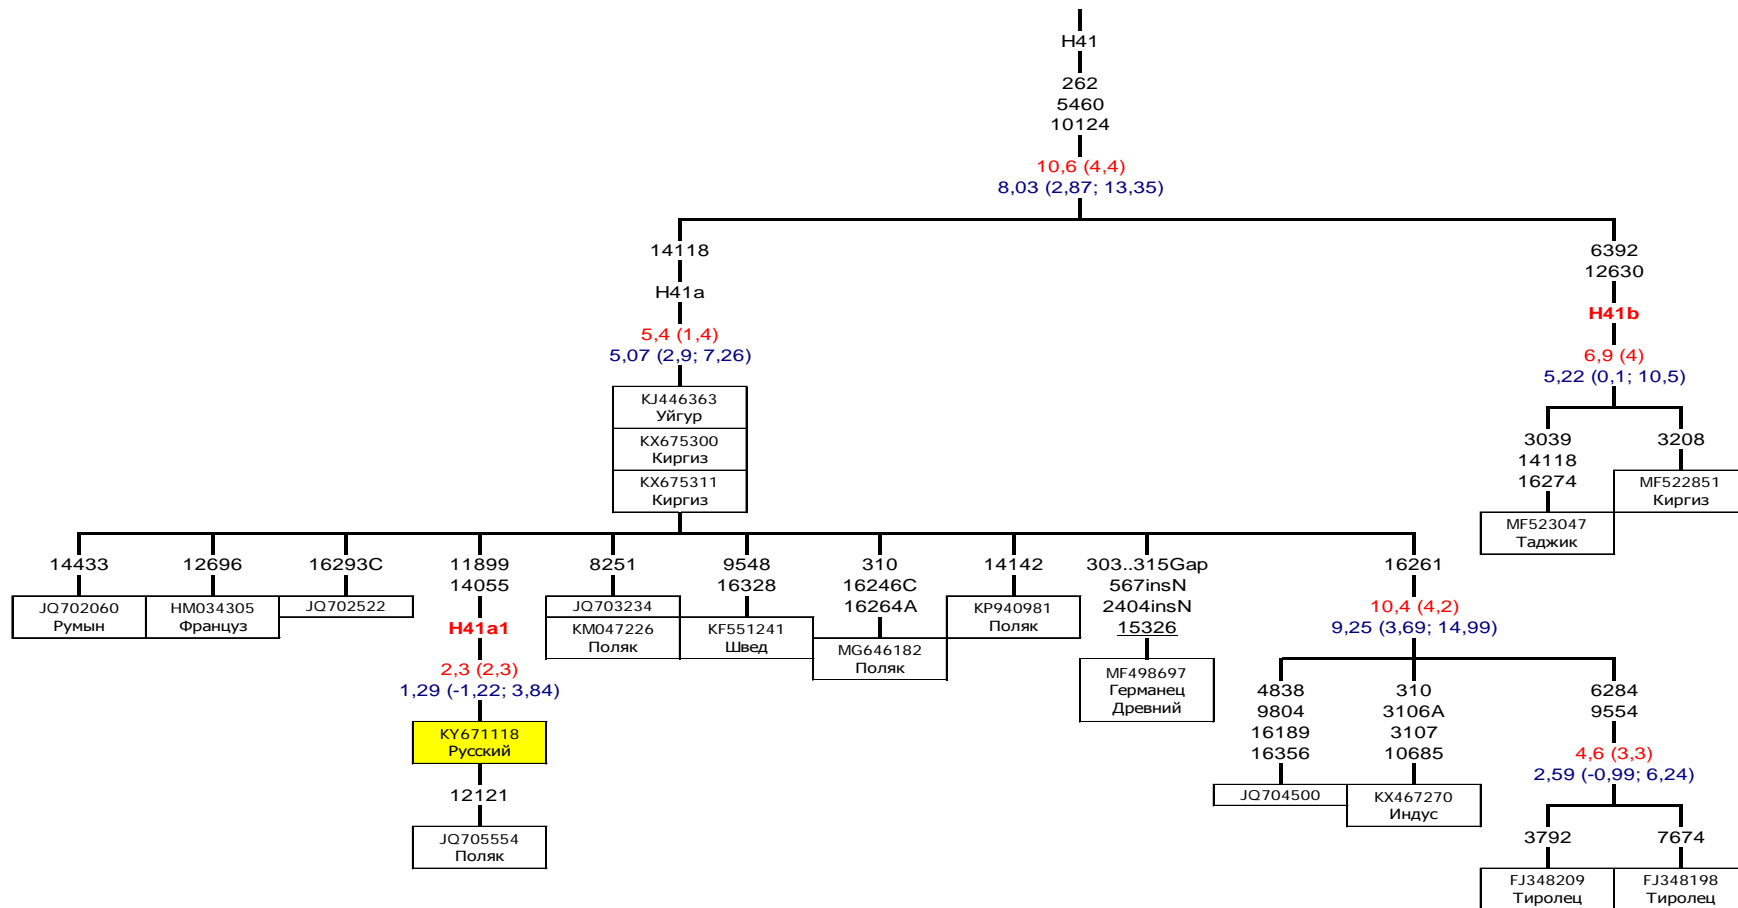 H41
262
5460
10124
10,6 (4,4)
8,03 (2,87; 13,35)
14118
H41a
5,4 (1,4)
5,07 (2,9; 7,26)
KJ446363
Уйгур
KX675300
Киргиз
KX675311
Киргиз
6392
12630
H41b
6,9 (4)
5,22 (0,1; 10,5)
3039
14118
16274
MF523047
Таджик
3208
MF522851
Киргиз
14433
JQ702060
Румын
12696
HM034305
Француз
16293C
JQ702522
11899
14055
H41a1
2,3 (2,3)
1,29 (-1,22; 3,84)
KY671118
Русский
12121
JQ705554
Поляк
8251
JQ703234
KM047226
Поляк
9548
16328
KF551241
Швед
310
16246C
16264A
MG646182
Поляк
14142
KP940981
Поляк
303..315Gap
567insN
2404insN
15326
MF498697
Германец
Древний
16261
10,4 (4,2)
9,25 (3,69; 14,99)
4838
9804
16189
16356
JQ704500
310
3106A
3107
10685
KX467270
Индус
6284
9554
4,6 (3,3)
2,59 (-0,99; 6,24)
3792
FJ348209
Тиролец
7674
FJ348198
Тиролец